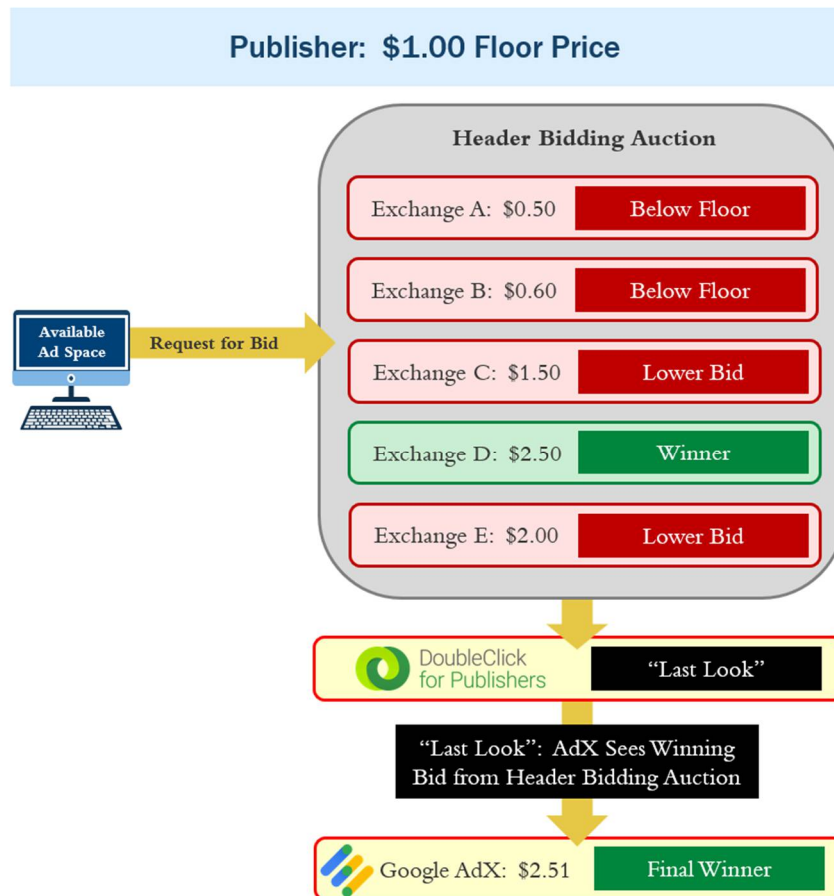 Publisher: $1.00 Floor Price
Header Bidding Auction
Exchange A: $0.50 Below Floor
Exchange B: $0.60 Below Floor
Available
Ad Space
Request for Bid
Exchange C: $1.50 Lower Bid
Exchange D: $2.50 Winner
Exchange E: $2.00 Lower Bid
DoubleClick
for Publishers
“Last Look”
“Last Look”: AdX Sees Winning
Bid from Header Bidding Auction
Google AdX: $2.51 Final Winner